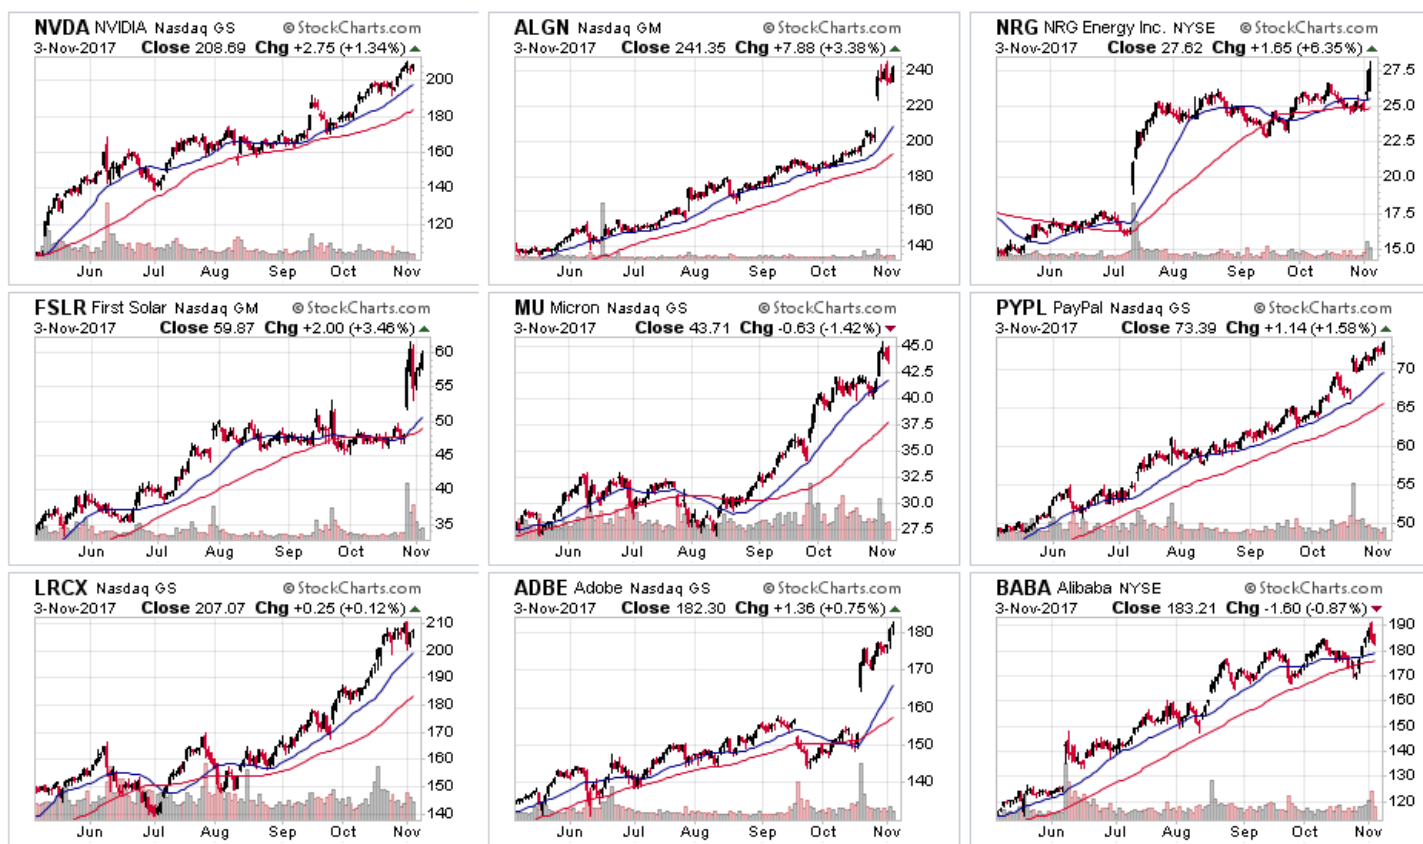 NVDA NVIDIA Nasdaq GS © StockCharts.com
3-Nov-2017 Close 208.69 Chg +2.75 (+1.34%)
200
180
160
140
120
Jun Jul Aug Sep Oct Nov
ALGN Nasdaq GM © StockCharts.com
3-Nov-2017 Close 241.35 Chg +7.88 (+3.38%)
240
220
200
180
160
140
Jun Jul Aug Sep Oct Nov
NRG NRG Energy Inc. NYSE © StockCharts.com
3-Nov-2017 Close 27.62 Chg +1.65 (+6.35%)
27.5
25.0
22.5
20.0
17.5
15.0
Jun Jul Aug Sep Oct Nov
FSLR First Solar Nasdaq GM © StockCharts.com
3-Nov-2017 Close 59.87 Chg +2.00 (+3.46%)
60
55
50
45
40
35
Jun Jul Aug Sep Oct Nov
MU Micron Nasdaq GS © StockCharts.com
3-Nov-2017 Close 43.71 Chg -0.63 (-1.42%)
45.0
42.5
40.0
37.5
35.0
32.5
30.0
27.5
Jun Jul Aug Sep Oct Nov
PYPL PayPal Nasdaq GS © StockCharts.com
3-Nov-2017 Close 73.39 Chg +1.14 (+1.58%)
70
65
60
55
50
Jun Jul Aug Sep Oct Nov
LRCX Nasdaq GS © StockCharts.com
3-Nov-2017 Close 207.07 Chg +0.25 (+0.12%)
210
200
190
180
170
160
150
140
Jun Jul Aug Sep Oct Nov
ADBE Adobe Nasdaq GS © StockCharts.com
3-Nov-2017 Close 182.30 Chg +1.36 (+0.75%)
180
170
160
150
140
Jun Jul Aug Sep Oct Nov
BABA Alibaba NYSE © StockCharts.com
3-Nov-2017 Close 183.21 Chg -1.60 (-0.87%)
190
180
170
160
150
140
130
120
Jun Jul Aug Sep Oct Nov